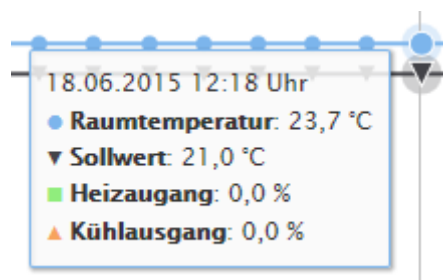 18.06.2015 12:18 Uhr
Raumtemperatur: 23,7 °C
Sollwert: 21,0 °C
Heizaugang: 0,0 %
Kühlausgang: 0,0 %